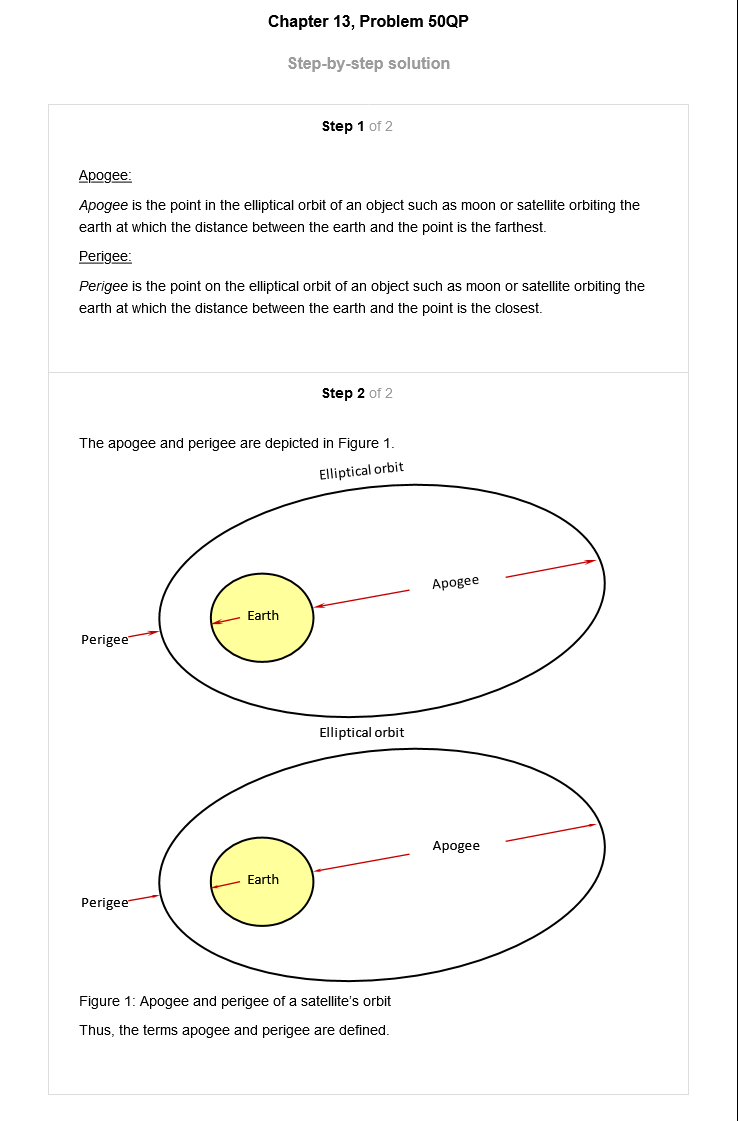 Chapter 13, Problem 50QP
Step-by-step solution
Step 1 of 2
Apogee:
Apogee is the point in the elliptical orbit of an object such as moon or satellite orbiting the
earth at which the distance between the earth and the point is the farthest.
Perigee:
Perigee is the point on the elliptical orbit of an object such as moon or satellite orbiting the
earth at which the distance between the earth and the point is the closest.
Step 2 of 2
The apogee and perigee are depicted in Figure 1.
Elliptical orbit
Apogee
Earth
Perigee
Elliptical orbit
Apogee
Earth
Perigee
Figure 1: Apogee and perigee of a satellite's orbit
Thus, the terms apogee and perigee are defined.